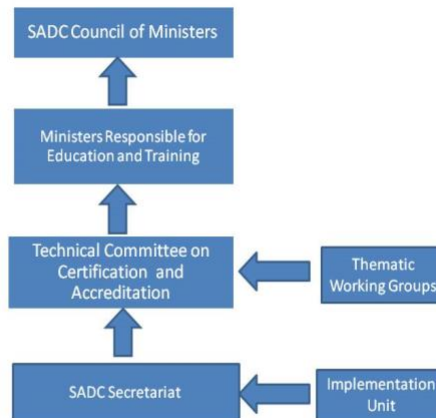 SADC Council of Ministers
Ministers Responsible for
Education and Training
Technical Committee on
Certification and
Accreditation
Thematic
Working Groups
SADC Secretariat
Implementation
Unit